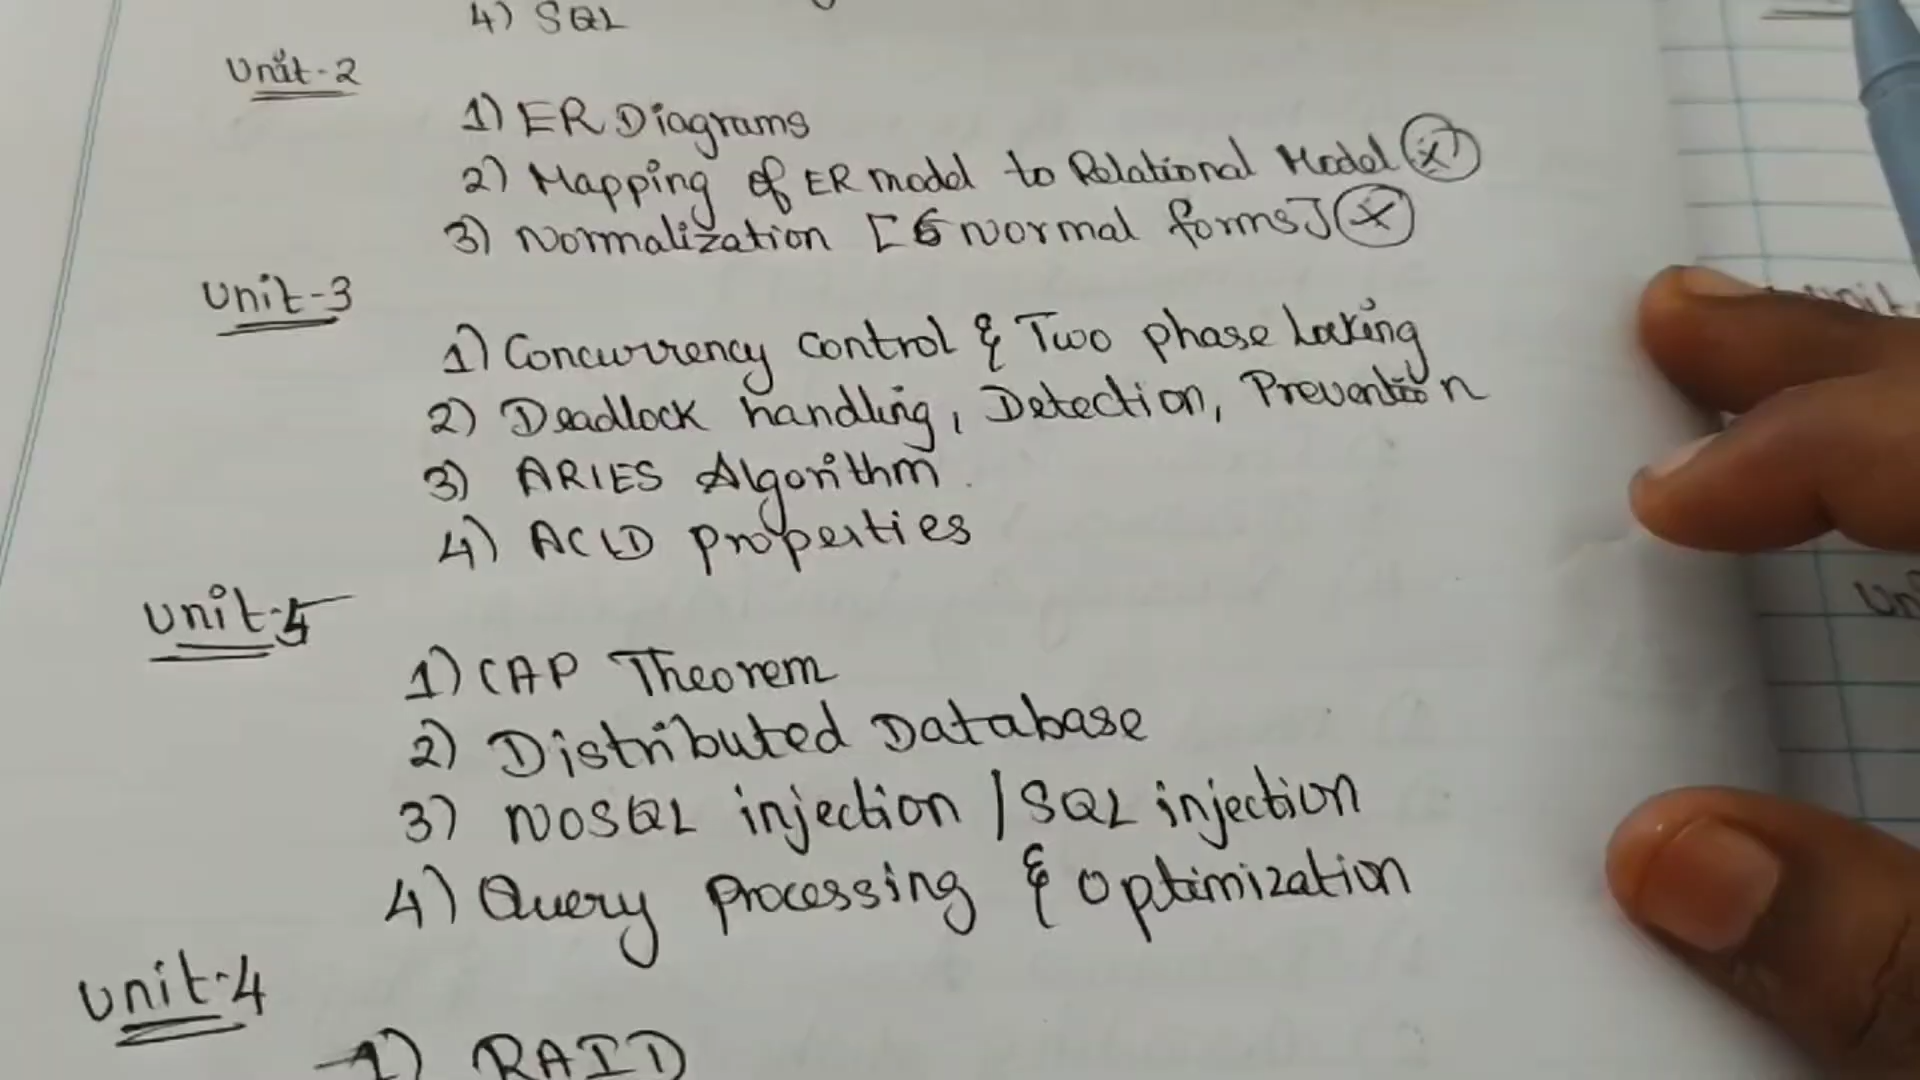 4) SQL
Unit-2
1) ER Diagrams
2) Mapping of ER model to Relational Model (X)
3) Normalization [6 Normal forms] (X)
Unit-3
1) Concurrency control & Two phase Locking
2) Deadlock handling, Detection, Prevention
3) ARIES Algorithm
4) ACID properties
Unit-5
1) CAP Theorem
2) Distributed Database
3) NOSQL injection / SQL injection
4) Query Processing & Optimization
Unit-4
1) RAID